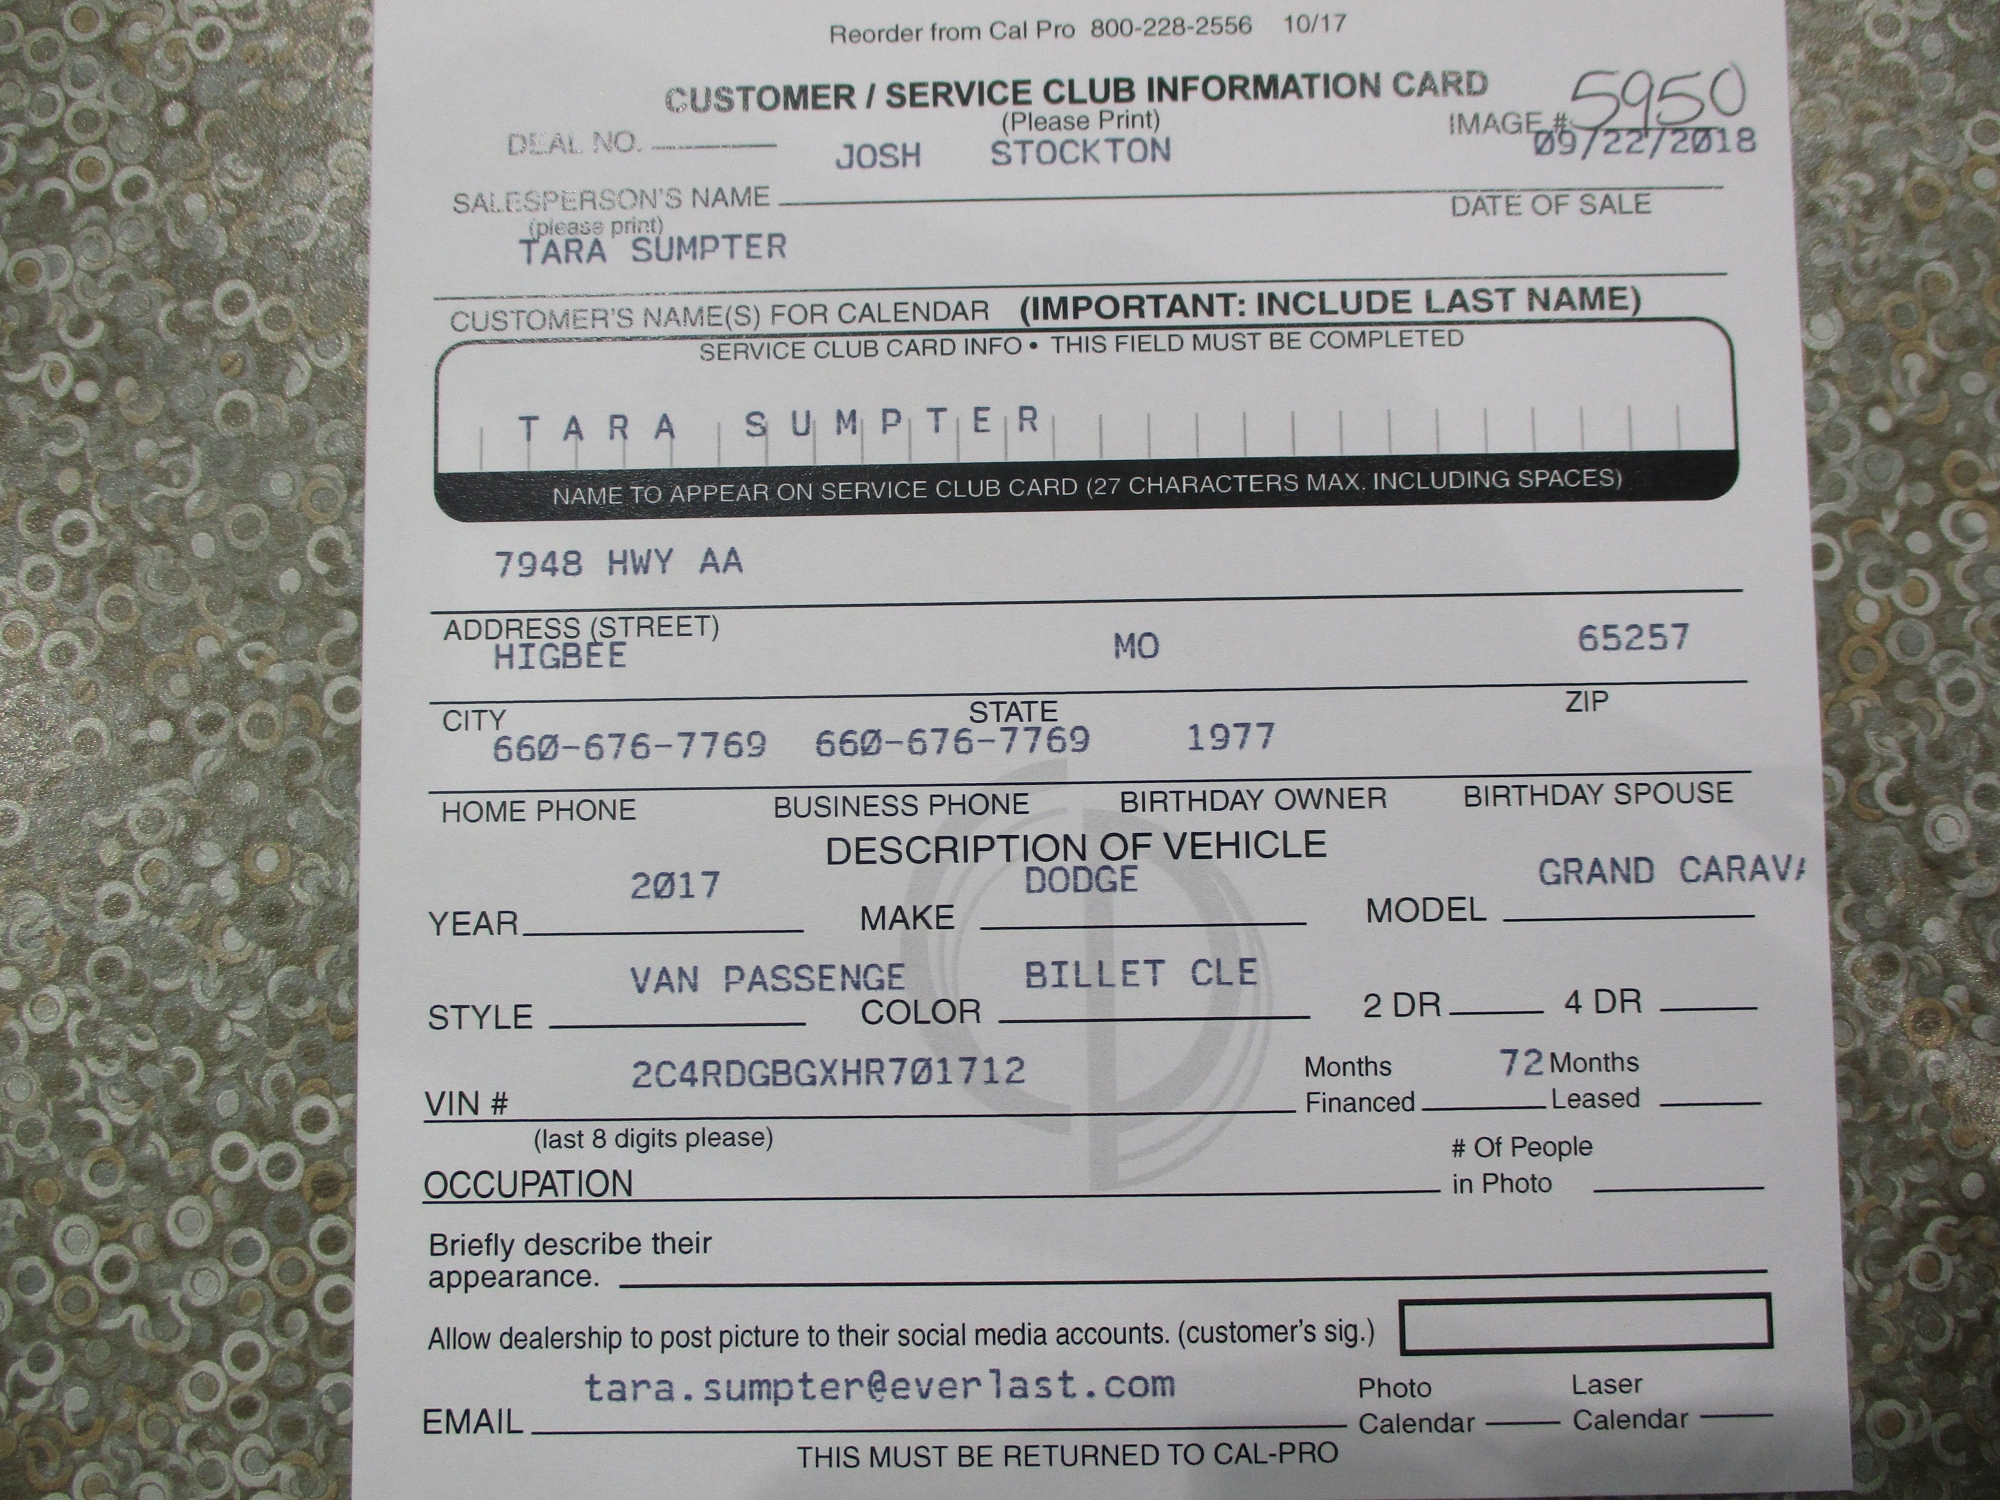 Reorder from Cal Pro 800-228-2556 10/17
CUSTOMER / SERVICE CLUB INFORMATION CARD
(Please Print)
IMAGE # 5950
DEAL NO.
JOSH STOCKTON 09/22/2018
SALESPERSON'S NAME DATE OF SALE
(please print)
TARA SUMPTER
CUSTOMER'S NAME(S) FOR CALENDAR (IMPORTANT: INCLUDE LAST NAME)
SERVICE CLUB CARD INFO • THIS FIELD MUST BE COMPLETED
TARA SUMPTER
NAME TO APPEAR ON SERVICE CLUB CARD (27 CHARACTERS MAX. INCLUDING SPACES)
7948 HWY AA
ADDRESS (STREET)
HIGBEE MO 65257
CITY STATE ZIP
660-676-7769 660-676-7769 1977
HOME PHONE BUSINESS PHONE BIRTHDAY OWNER BIRTHDAY SPOUSE
DESCRIPTION OF VEHICLE
2017 DODGE GRAND CARAVA
YEAR MAKE MODEL
VAN PASSENGE BILLET CLE
STYLE COLOR 2 DR 4 DR
2C4RDGBGXHR701712 Months 72 Months
VIN # Financed Leased
(last 8 digits please)
# Of People
OCCUPATION in Photo
Briefly describe their
appearance.
Allow dealership to post picture to their social media accounts. (customer's sig.)
tara.sumpter@everlast.com Photo Laser
EMAIL Calendar Calendar
THIS MUST BE RETURNED TO CAL-PRO